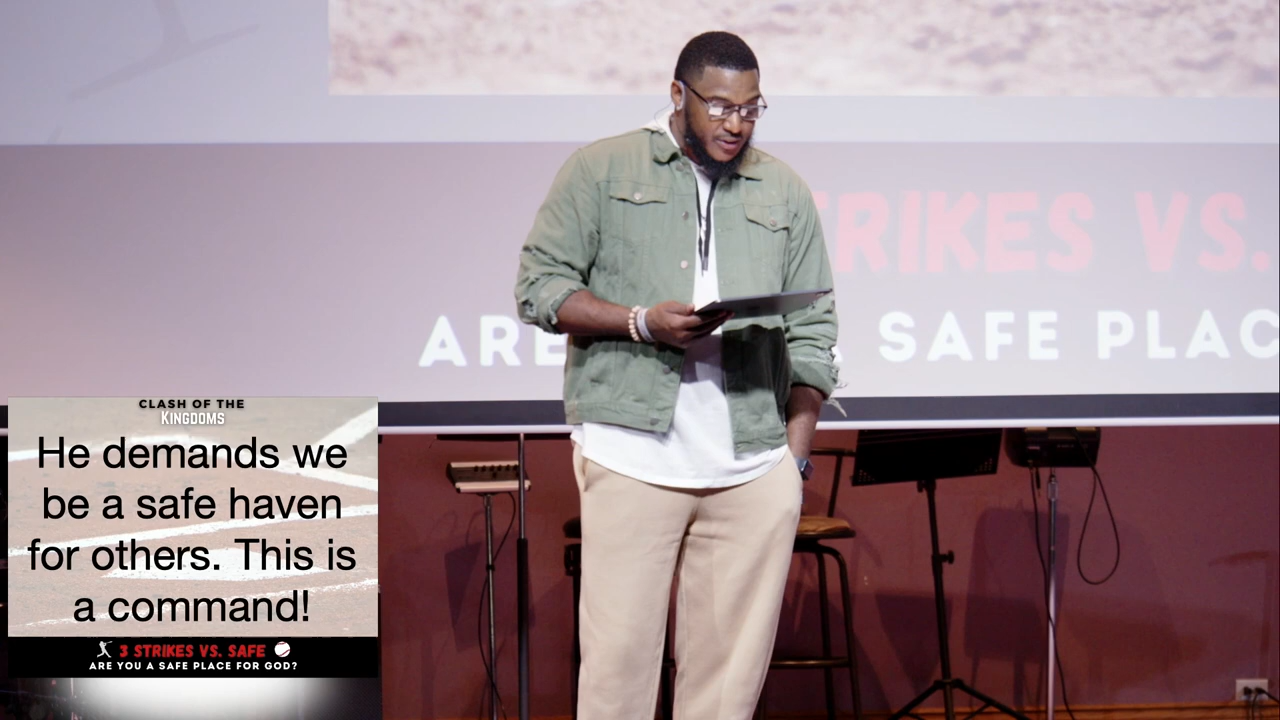 TRIKES VS.
ARE A SAFE PLAC
CLASH OF THE
KINGDOMS
He demands we
be a safe haven
for others. This is
a command!
3 STRIKES VS. SAFE
ARE YOU A SAFE PLACE FOR GOD?